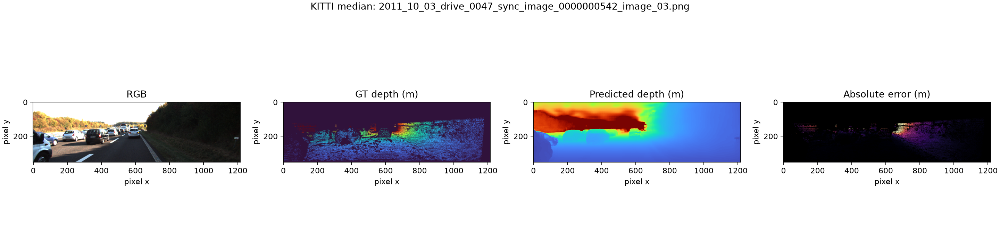 KITTI median: 2011_10_03_drive_0047_sync_image_0000000542_image_03.png
RGB
GT depth (m)
Predicted depth (m)
Absolute error (m)
0
200
pixel y
0 200 400 600 800 1000 1200
pixel x
0
200
pixel y
0 200 400 600 800 1000 1200
pixel x
0
200
pixel y
0 200 400 600 800 1000 1200
pixel x
0
200
pixel y
0 200 400 600 800 1000 1200
pixel x